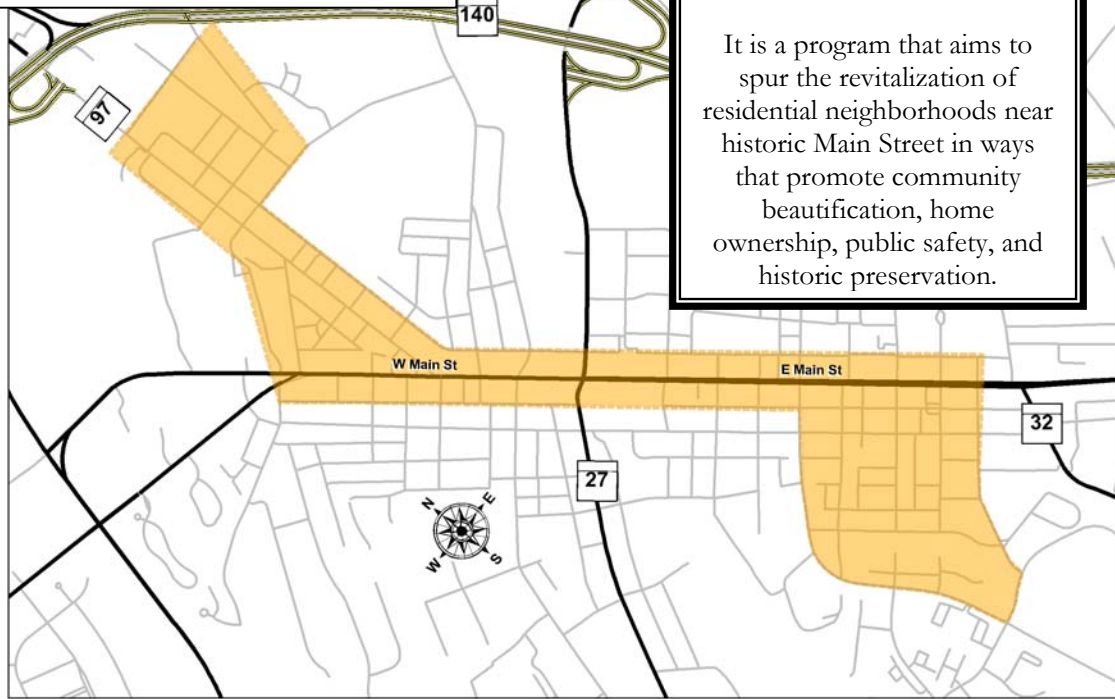 140
97
It is a program that aims to
spur the revitalization of
residential neighborhoods near
historic Main Street in ways
that promote community
beautification, home
ownership, public safety, and
historic preservation.
W Main St
E Main St
32
27
N
E
W
S